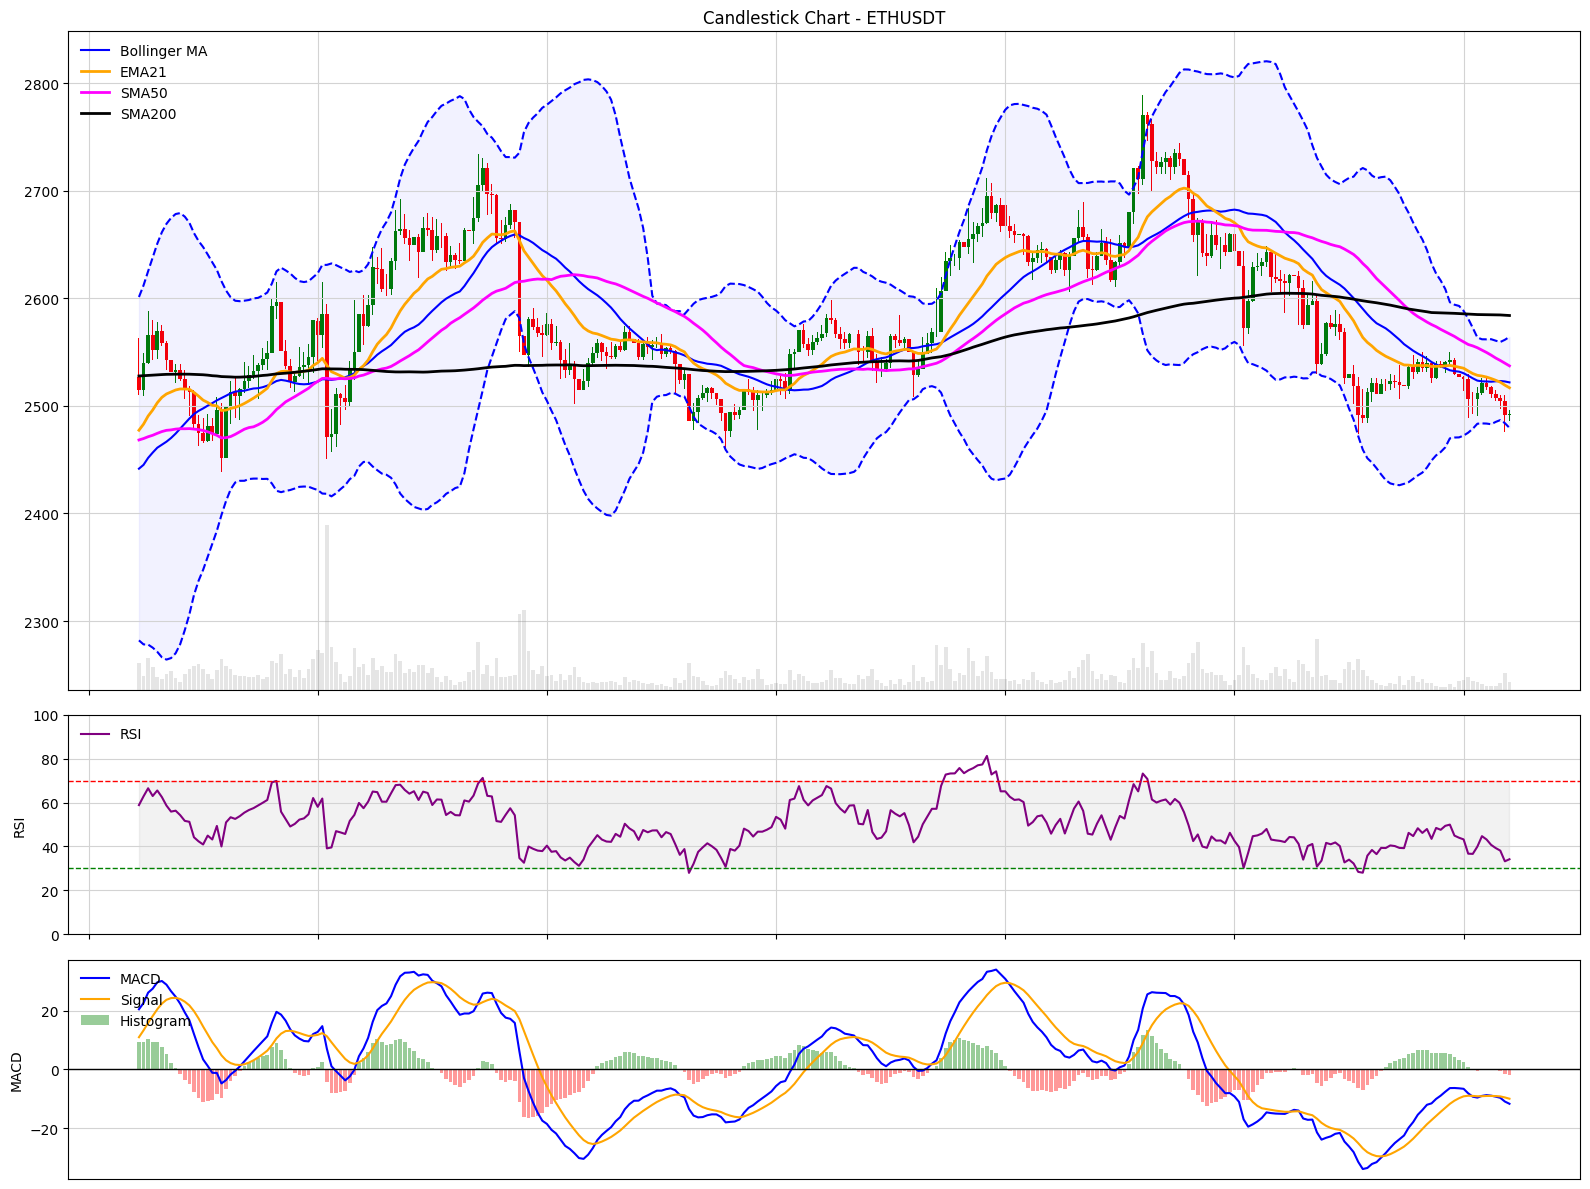 Candlestick Chart - ETHUSDT
Bollinger MA
EMA21
SMA50
SMA200
2800
2700
2600
2500
2400
2300
RSI
100
80
60
40
20
0
RSI
MACD
Signal
Histogram
20
0
−20
MACD